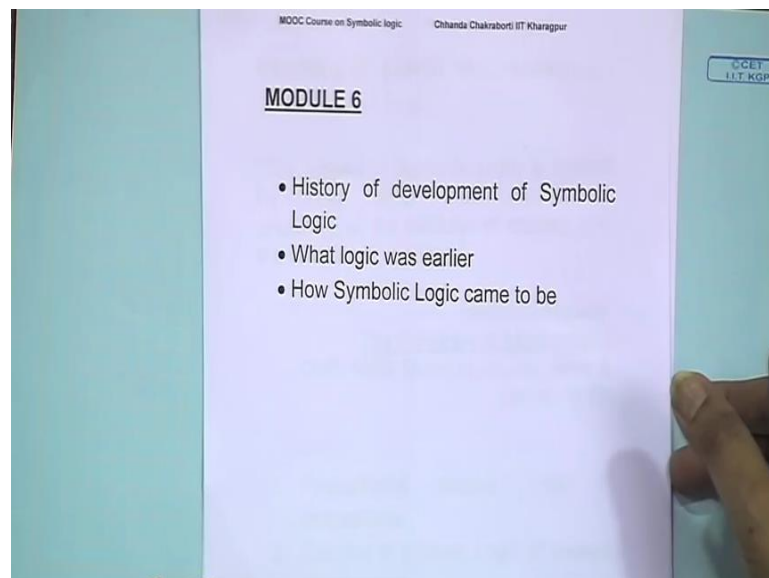 MOOC Course on Symbolic logic Chhanda Chakraborti IIT Kharagpur
CCET
I.I.T. KGP
MODULE 6
• History of development of Symbolic
Logic
• What logic was earlier
• How Symbolic Logic came to be